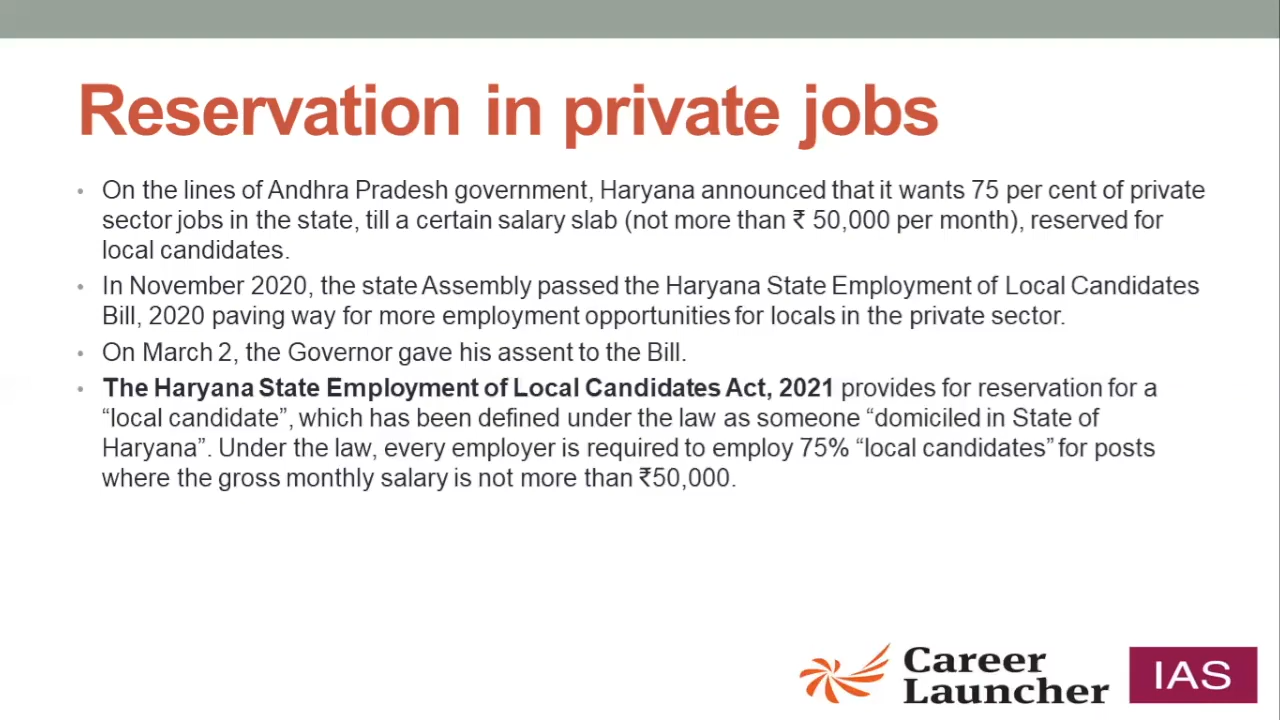 Reservation in private jobs
• On the lines of Andhra Pradesh government, Haryana announced that it wants 75 per cent of private
sector jobs in the state, till a certain salary slab (not more than ₹ 50,000 per month), reserved for
local candidates.
• In November 2020, the state Assembly passed the Haryana State Employment of Local Candidates
Bill, 2020 paving way for more employment opportunities for locals in the private sector.
• On March 2, the Governor gave his assent to the Bill.
• The Haryana State Employment of Local Candidates Act, 2021 provides for reservation for a
“local candidate”, which has been defined under the law as someone “domiciled in State of
Haryana”. Under the law, every employer is required to employ 75% “local candidates” for posts
where the gross monthly salary is not more than ₹50,000.
Career
Launcher
IAS